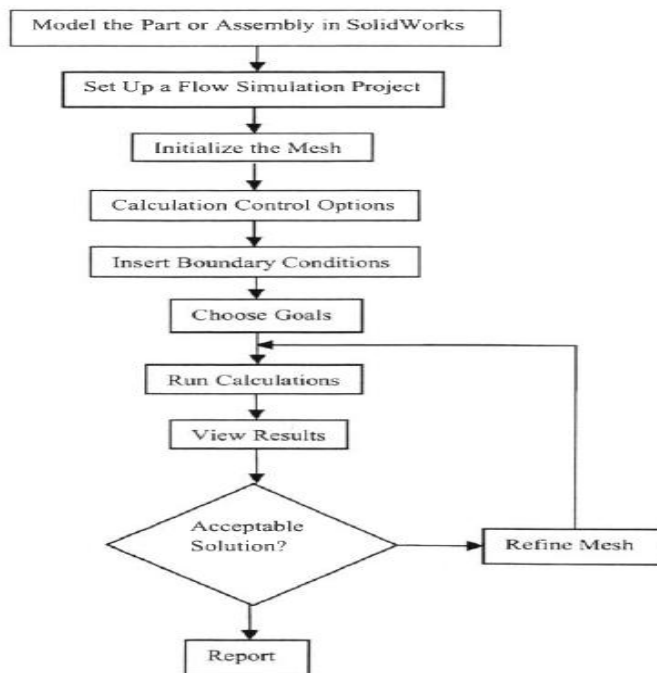 Model the Part or Assembly in SolidWorks
Set Up a Flow Simulation Project
Initialize the Mesh
Calculation Control Options
Insert Boundary Conditions
Choose Goals
Run Calculations
View Results
Acceptable
Solution?
Refine Mesh
Report